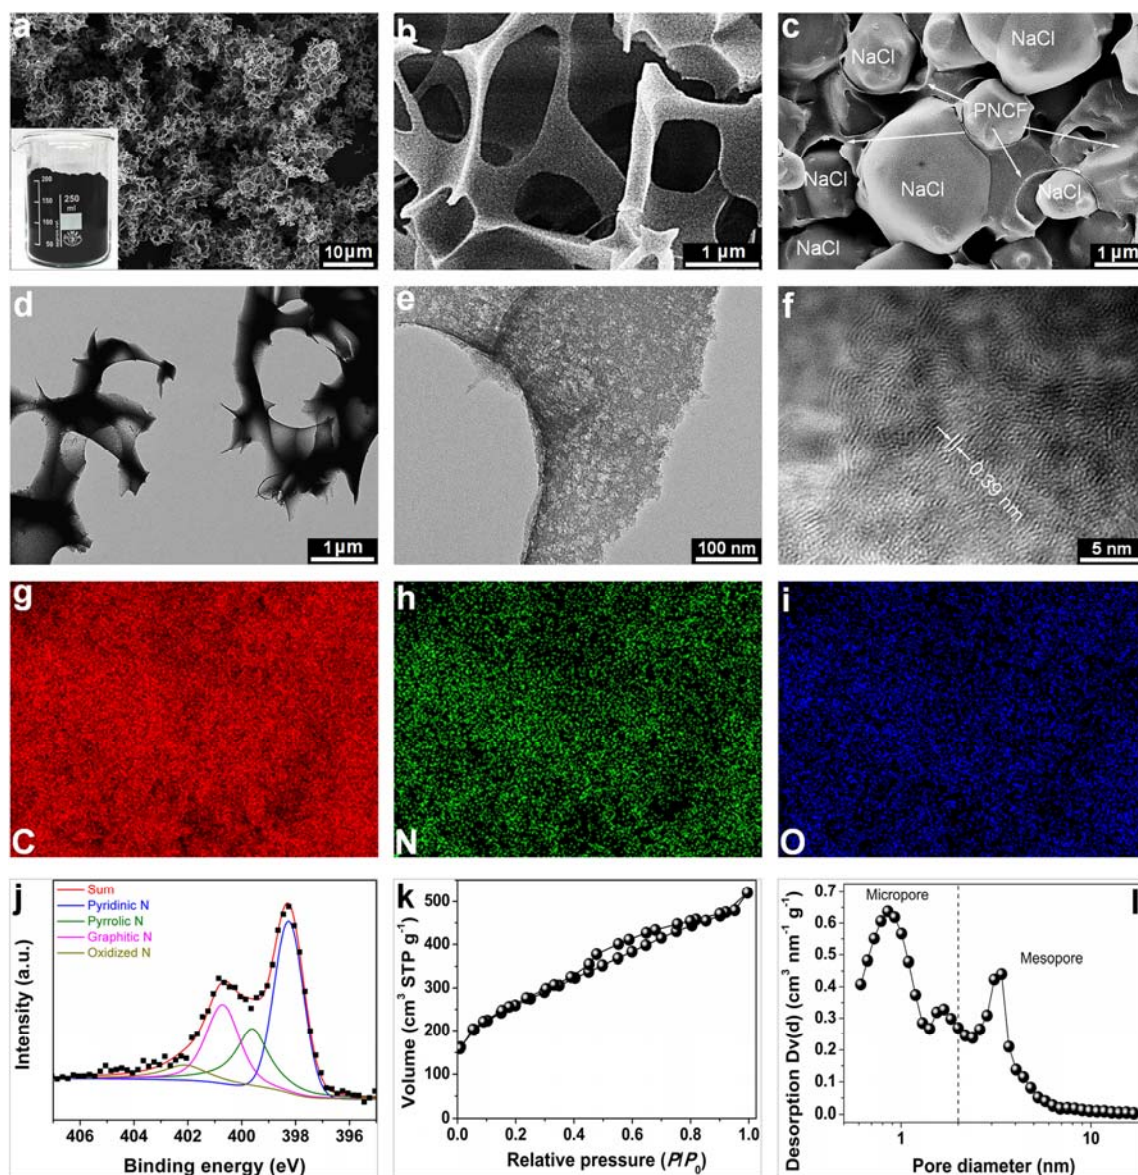 a
200
250
ml
150
100
50
10μm
b
1 μm
c
NaCl
NaCl
PNCF
NaCl
NaCl
NaCl
NaCl
1 μm
d
1 μm
e
100 nm
f
0.39 nm
5 nm
g
C
h
N
i
O
j
Sum
Pyridinic N
Pyrrolic N
Graphitic N
Oxidized N
Intensity (a.u.)
406 404 402 400 398 396
Binding energy (eV)
k
Volume (cm³ STP g⁻¹)
500
400
300
200
100
0
0.0 0.2 0.4 0.6 0.8 1.0
Relative pressure (P/P₀)
l
Desorption Dv(d) (cm³ nm⁻¹ g⁻¹)
0.7
0.6
0.5
0.4
0.3
0.2
0.1
0.0
Micropore
Mesopore
1 10
Pore diameter (nm)